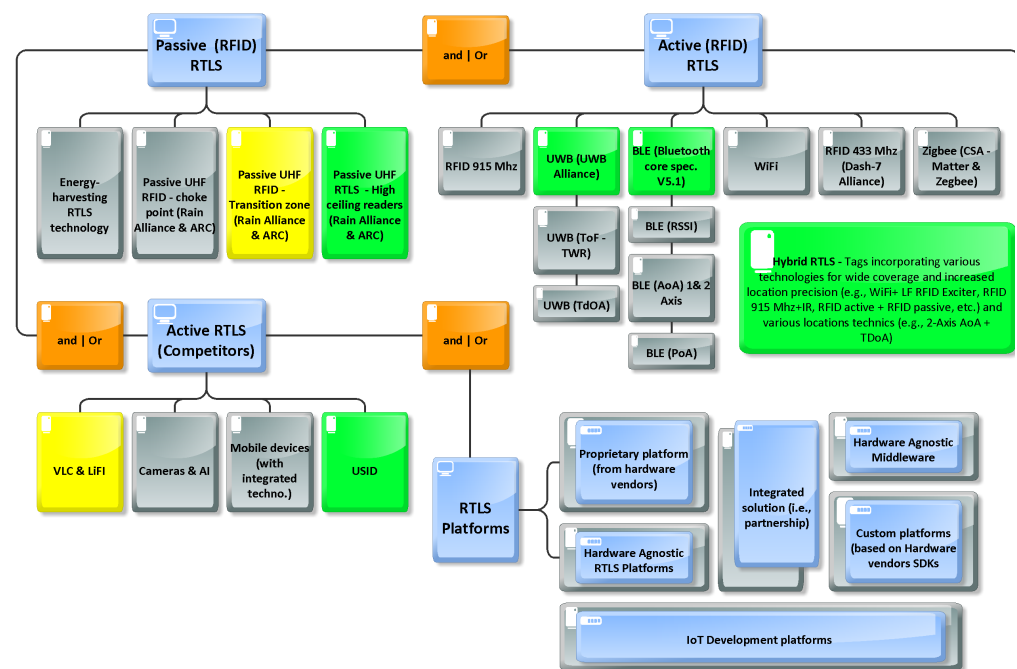 Passive (RFID)
RTLS
and | Or
Active (RFID)
RTLS
Energy-
harvesting
RTLS
technology
Passive UHF
RFID - choke
point (Rain
Alliance & ARC)
Passive UHF
RFID -
Transition zone
(Rain Alliance
& ARC)
Passive UHF
RTLS - High
ceiling readers
(Rain Alliance
& ARC)
RFID 915 Mhz
UWB (UWB
Alliance)
BLE (Bluetooth
core spec.
V5.1)
WiFi
RFID 433 Mhz
(Dash-7
Alliance)
Zigbee (CSA -
Matter &
Zegbee)
UWB (ToF -
TWR)
UWB (TdOA)
BLE (RSSI)
BLE (AoA) 1& 2
Axis
BLE (PoA)
Hybrid RTLS - Tags incorporating various
technologies for wide coverage and increased
location precision (e.g., WiFi+ LF RFID Exciter, RFID
915 Mhz+IR, RFID active + RFID passive, etc.) and
various locations technics (e.g., 2-Axis AoA +
TDoA)
and | Or
Active RTLS
(Competitors)
and | Or
VLC & LiFI
Cameras & AI
Mobile devices
(with
integrated
techno.)
USID
RTLS
Platforms
Proprietary platform
(from hardware
vendors)
Hardware Agnostic
RTLS Platforms
Integrated
solution (i.e.,
partnership)
Hardware Agnostic
Middleware
Custom platforms
(based on Hardware
vendors SDKs
IoT Development platforms